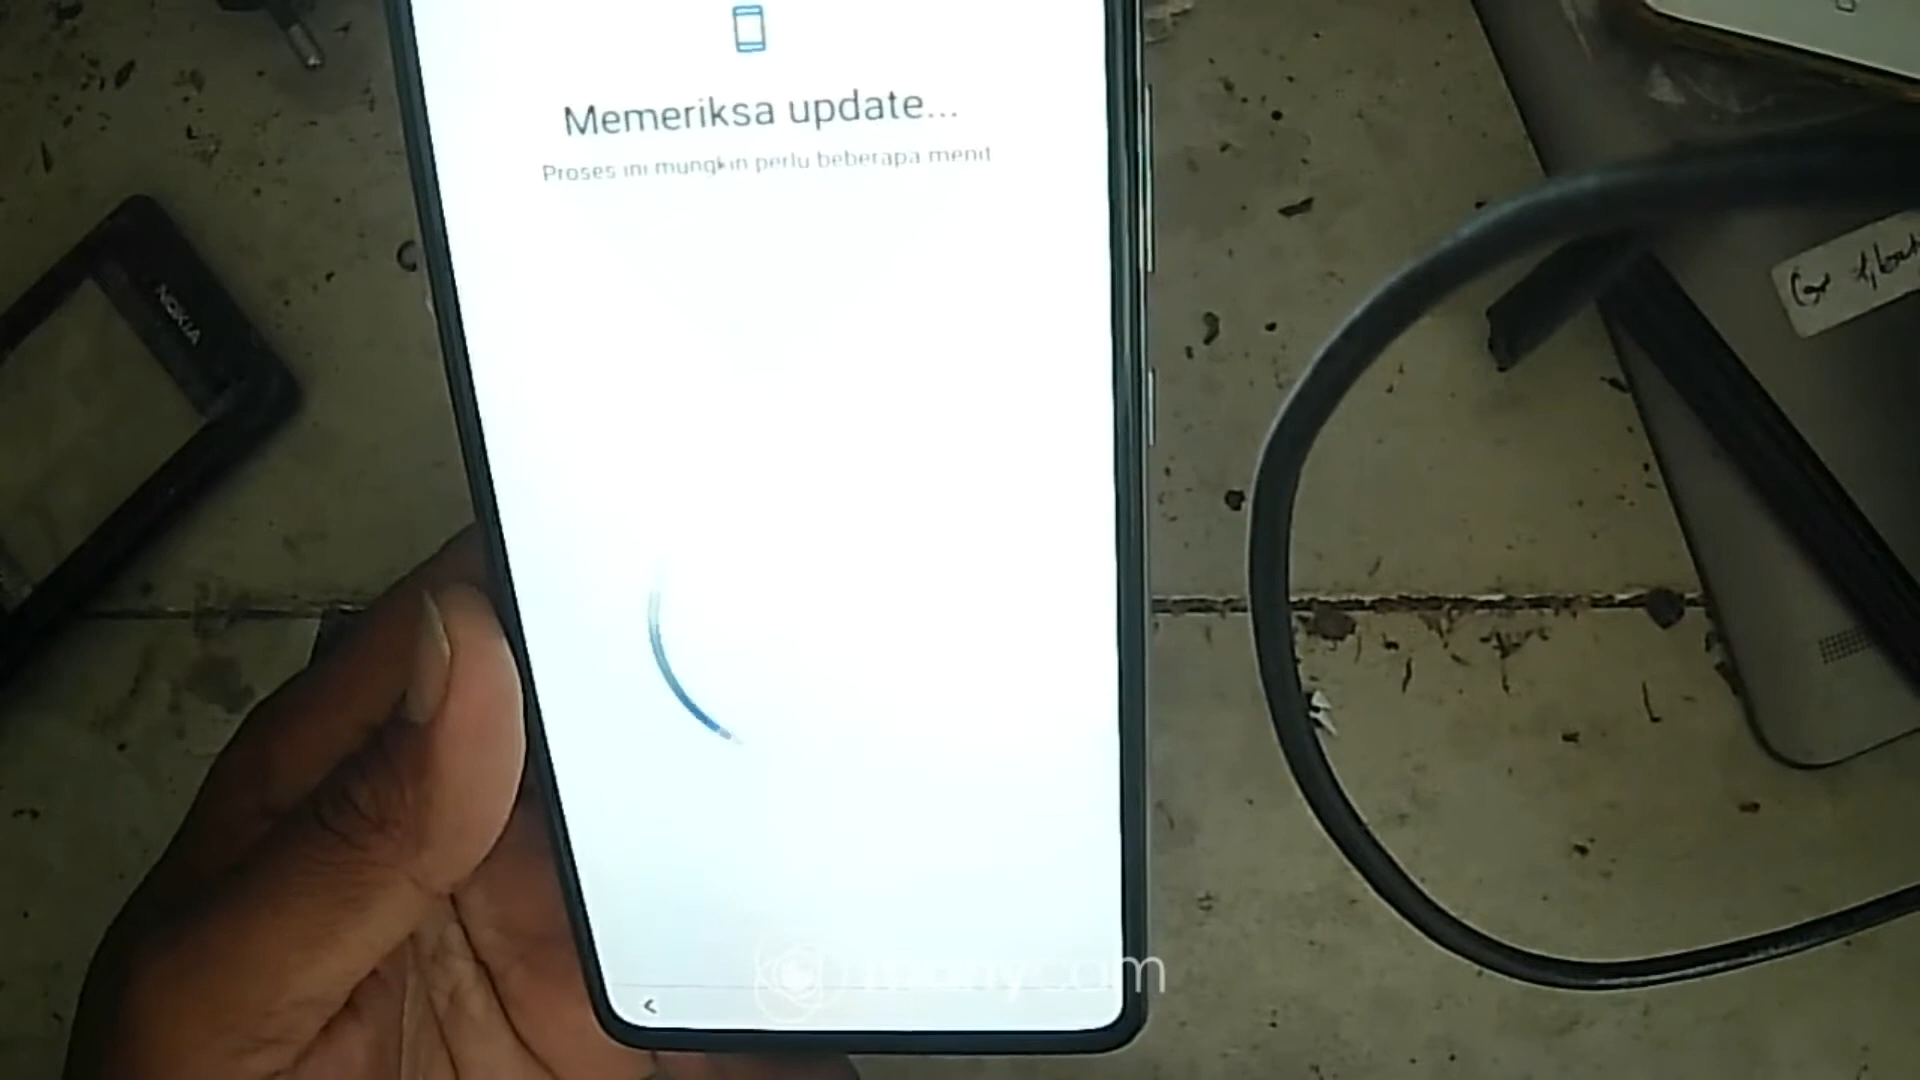 Memeriksa update...
Proses ini mungkin perlu beberapa menit
NOKIA